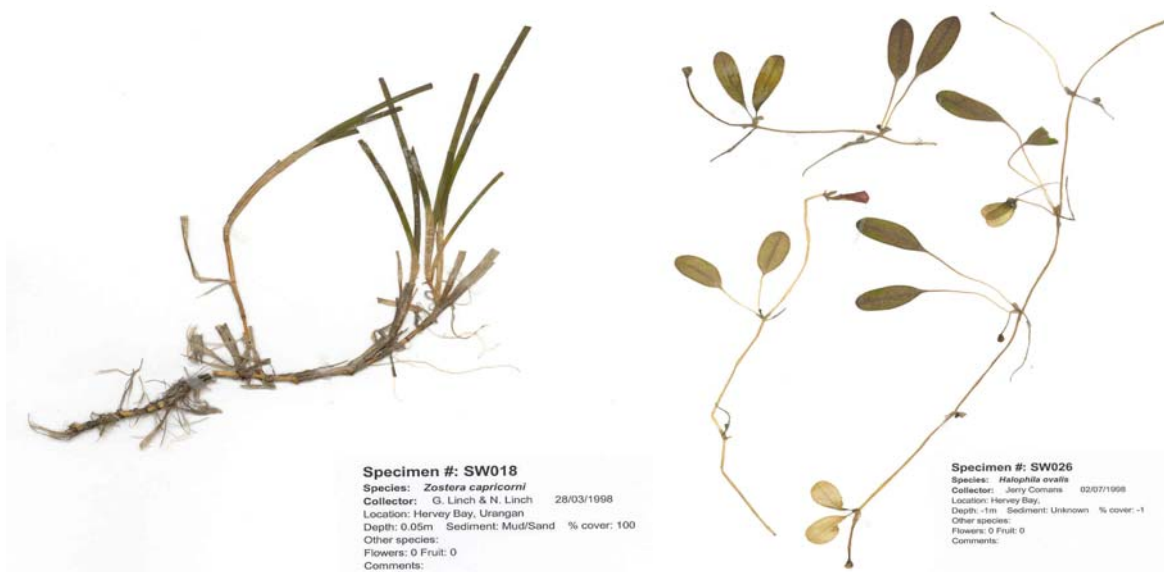 Specimen #: SW018
Species: Zostera capricorni
Collector: G. Linch & N. Linch 28/03/1998
Location: Hervey Bay, Urangan
Depth: 0.05m Sediment: Mud/Sand % cover: 100
Other species:
Flowers: 0 Fruit: 0
Comments:
Specimen #: SW026
Species: Halophila ovalis
Collector: Jerry Comans 02/07/1998
Location: Hervey Bay,
Depth: -1m Sediment: Unknown % cover: -1
Other species:
Flowers: 0 Fruit: 0
Comments: